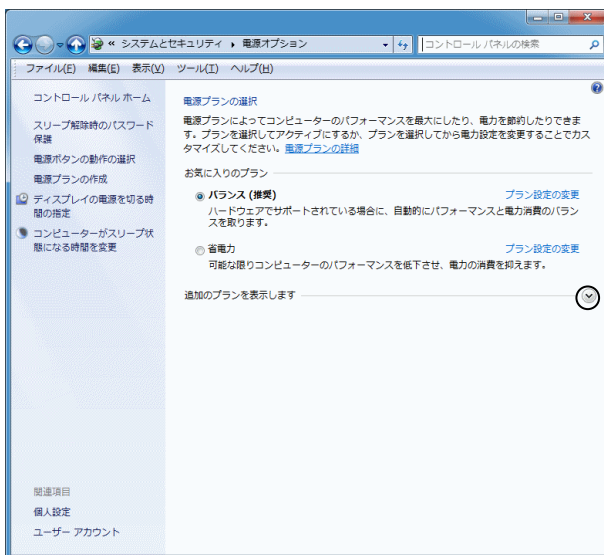 « システムとセキュリティ ▸ 電源オプション
コントロール パネルの検索
ファイル(F) 編集(E) 表示(V) ツール(T) ヘルプ(H)
コントロール パネル ホーム
スリープ解除時のパスワード
保護
電源ボタンの動作の選択
電源プランの作成
ディスプレイの電源を切る時
間の指定
コンピューターがスリープ状
態になる時間を変更
関連項目
個人設定
ユーザー アカウント
電源プランの選択
電源プランによってコンピューターのパフォーマンスを最大にしたり、電力を節約したりできま
す。プランを選択してアクティブにするか、プランを選択してから電力設定を変更することでカス
タマイズしてください。電源プランの詳細
お気に入りのプラン
バランス (推奨) プラン設定の変更
ハードウェアでサポートされている場合に、自動的にパフォーマンスと電力消費のバラン
スを取ります。
省電力 プラン設定の変更
可能な限りコンピューターのパフォーマンスを低下させ、電力の消費を抑えます。
追加のプランを表示します